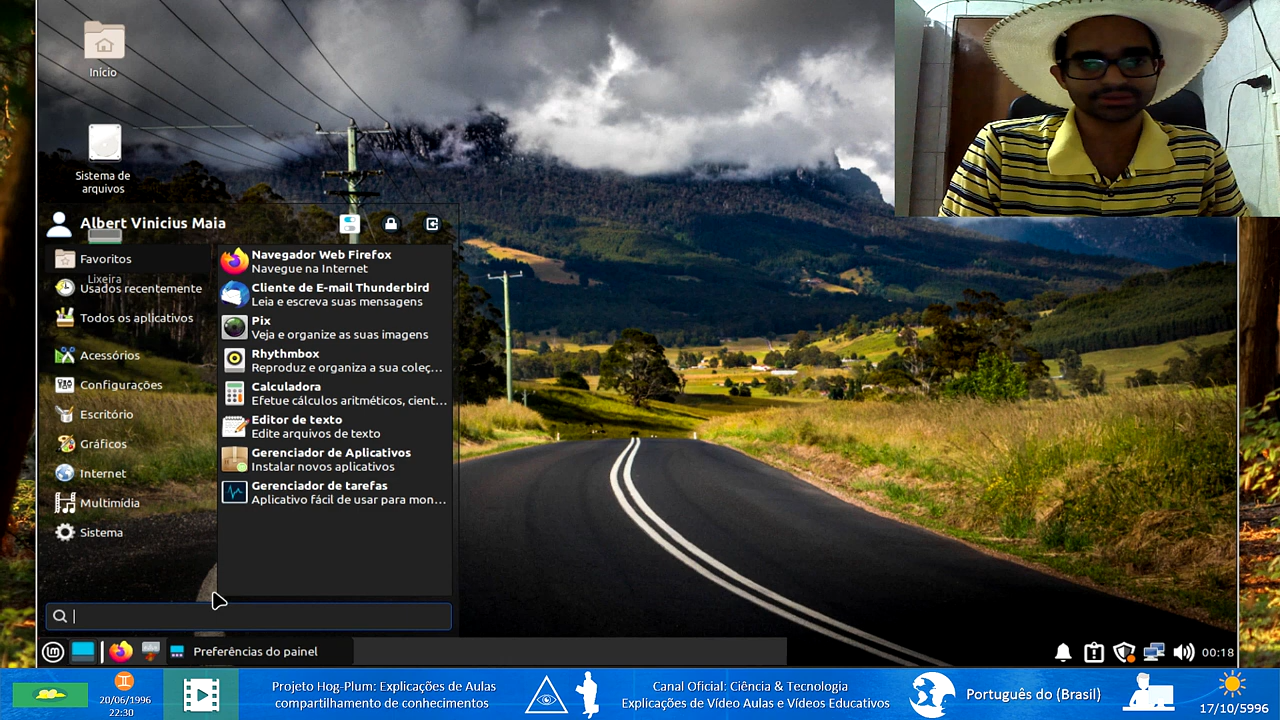 Início
Sistema de
arquivos
Albert Vinicius Maia
Favoritos
Lixeira
Usados recentemente
Todos os aplicativos
Acessórios
Configurações
Escritório
Gráficos
Internet
Multimídia
Sistema
Navegador Web Firefox
Navegue na Internet
Cliente de E-mail Thunderbird
Leia e escreva suas mensagens
Pix
Veja e organize as suas imagens
Rhythmbox
Reproduz e organiza a sua coleç...
Calculadora
Efetue cálculos aritméticos, cient...
Editor de texto
Edite arquivos de texto
Gerenciador de Aplicativos
Instalar novos aplicativos
Gerenciador de tarefas
Aplicativo fácil de usar para mon...
Preferências do painel
00:18
20/06/1996
22:30
Projeto Hog-Plum: Explicações de Aulas
compartilhamento de conhecimentos
Canal Oficial: Ciência & Tecnologia
Explicações de Vídeo Aulas e Vídeos Educativos
Português do (Brasil)
17/10/5996